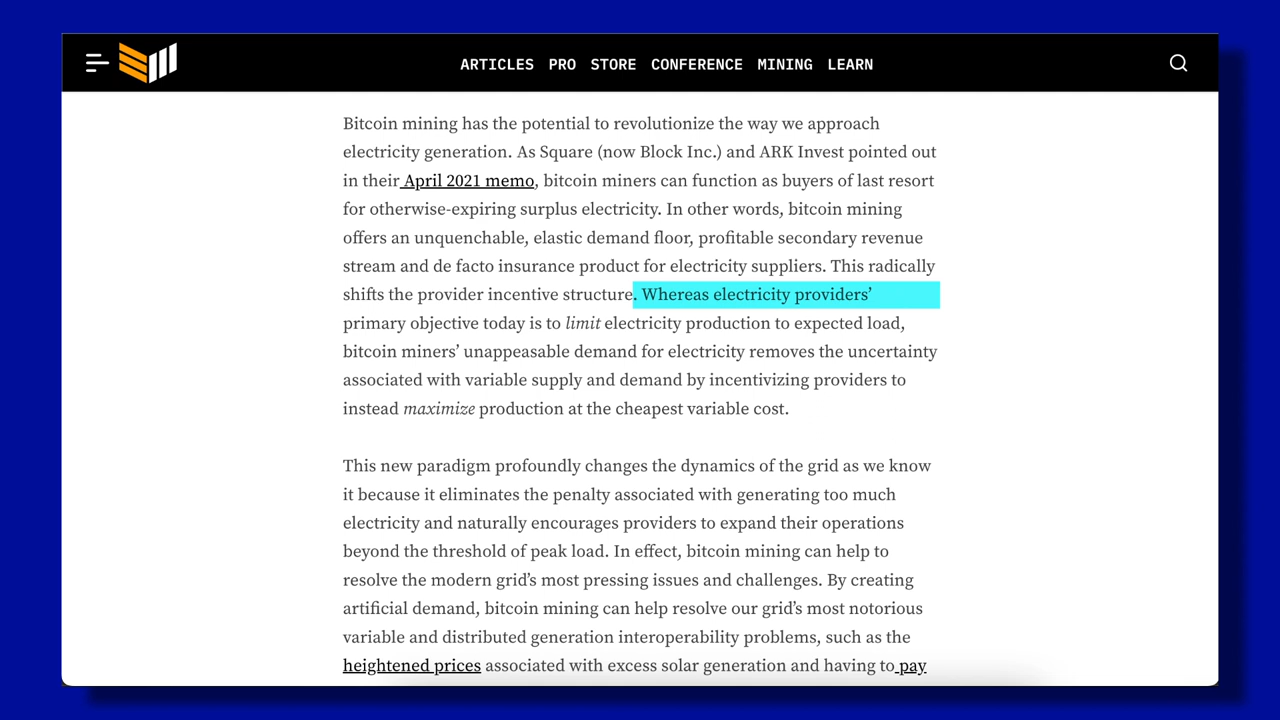 ARTICLES PRO STORE CONFERENCE MINING LEARN
Bitcoin mining has the potential to revolutionize the way we approach
electricity generation. As Square (now Block Inc.) and ARK Invest pointed out
in their April 2021 memo, bitcoin miners can function as buyers of last resort
for otherwise-expiring surplus electricity. In other words, bitcoin mining
offers an unquenchable, elastic demand floor, profitable secondary revenue
stream and de facto insurance product for electricity suppliers. This radically
shifts the provider incentive structure. Whereas electricity providers’
primary objective today is to limit electricity production to expected load,
bitcoin miners’ unappeasable demand for electricity removes the uncertainty
associated with variable supply and demand by incentivizing providers to
instead maximize production at the cheapest variable cost.
This new paradigm profoundly changes the dynamics of the grid as we know
it because it eliminates the penalty associated with generating too much
electricity and naturally encourages providers to expand their operations
beyond the threshold of peak load. In effect, bitcoin mining can help to
resolve the modern grid’s most pressing issues and challenges. By creating
artificial demand, bitcoin mining can help resolve our grid’s most notorious
variable and distributed generation interoperability problems, such as the
heightened prices associated with excess solar generation and having to pay